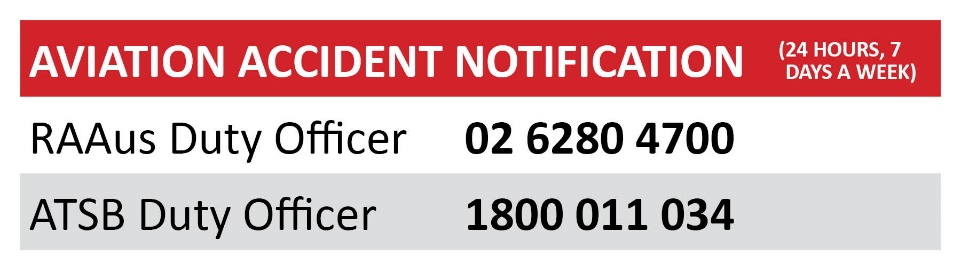 AVIATION ACCIDENT NOTIFICATION (24 HOURS, 7
DAYS A WEEK)
RAAus Duty Officer 02 6280 4700
ATSB Duty Officer 1800 011 034